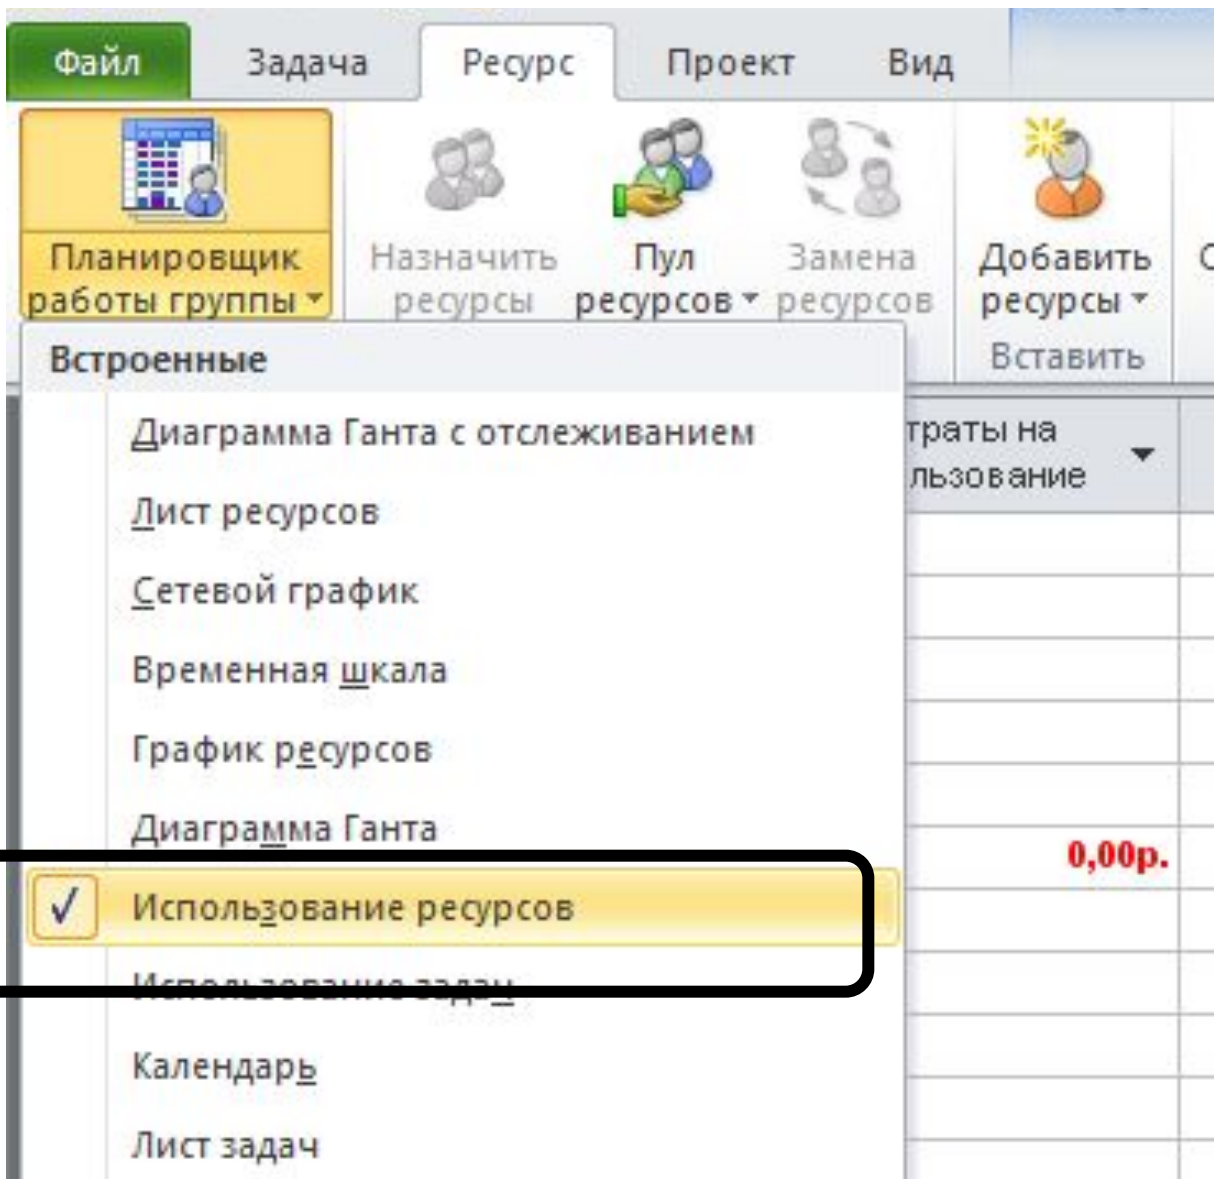 Файл Задача Ресурс Проект Вид
Планировщик работы группы
Назначить ресурсы
Пул ресурсов
Замена ресурсов
Добавить ресурсы
Вставить
Встроенные
Диаграмма Ганта с отслеживанием
Лист ресурсов
Сетевой график
Временная шкала
График ресурсов
Диаграмма Ганта
Использование ресурсов
Использование задач
Календарь
Лист задач
траты на
льзование
0,00р.